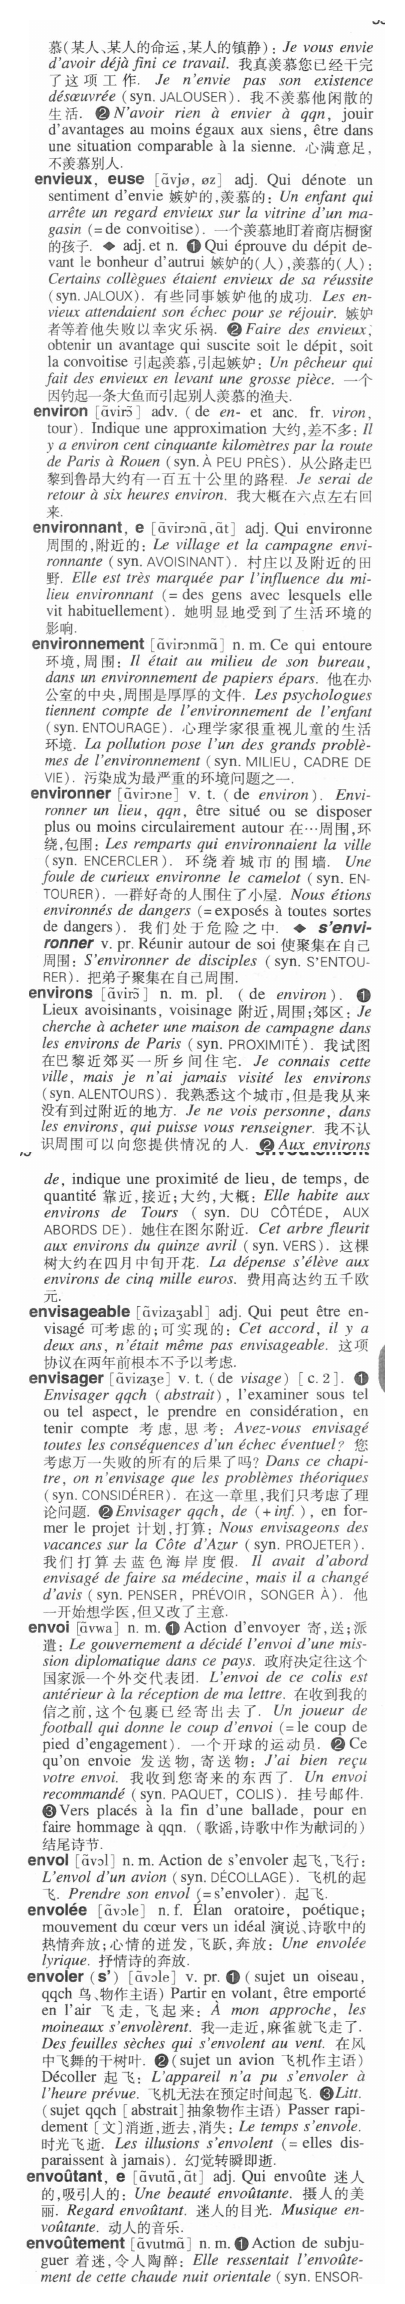 慕(某人、某人的命运,某人的镇静): Je vous envie
d'avoir déjà fini ce travail. 我真羡慕您已经干完
了这项工作. Je n'envie pas son existence
désœuvrée (syn. JALOUSER). 我不羡慕他闲散的
生活. ❷ N'avoir rien à envier à qqn, jouir
d'avantages au moins égaux aux siens, être dans
une situation comparable à la sienne. 心满意足,
不羡慕别人.
envieux, euse [ɑ̃vjø, øz] adj. Qui dénote un
sentiment d'envie 嫉妒的,羡慕的: Un enfant qui
arrête un regard envieux sur la vitrine d'un ma-
gasin (= de convoitise). 一个羡慕地盯着商店橱窗
的孩子. ◆ adj. et n. ❶ Qui éprouve du dépit de-
vant le bonheur d'autrui 嫉妒的(人),羡慕的(人):
Certains collègues étaient envieux de sa réussite
(syn. JALOUX). 有些同事嫉妒他的成功. Les en-
vieux attendaient son échec pour se réjouir. 嫉妒
者等着他失败以幸灾乐祸. ❷ Faire des envieux,
obtenir un avantage qui suscite soit le dépit, soit
la convoitise 引起羡慕,引起嫉妒: Un pêcheur qui
fait des envieux en levant une grosse pièce. 一个
因钓起一条大鱼而引起别人羡慕的渔夫.
environ [ɑ̃virɔ̃] adv. (de en- et anc. fr. viron,
tour). Indique une approximation 大约,差不多: Il
y a environ cent cinquante kilomètres par la route
de Paris à Rouen (syn. À PEU PRÈS). 从公路走巴
黎到鲁昂大约有一百五十公里的路程. Je serai de
retour à six heures environ. 我大概在六点左右回
来.
environnant, e [ɑ̃virɔnɑ̃, ɑ̃t] adj. Qui environne
周围的,附近的: Le village et la campagne envi-
ronnante (syn. AVOISINANT). 村庄以及附近的田
野. Elle est très marquée par l'influence du mi-
lieu environnant (= des gens avec lesquels elle
vit habituellement). 她明显地受到了生活环境的
影响.
environnement [ɑ̃virɔnmɑ̃] n. m. Ce qui entoure
环境,周围: Il était au milieu de son bureau,
dans un environnement de papiers épars. 他在办
公室的中央,周围是厚厚的文件. Les psychologues
tiennent compte de l'environnement de l'enfant
(syn. ENTOURAGE). 心理学家很重视儿童的生活
环境. La pollution pose l'un des grands problè-
mes de l'environnement (syn. MILIEU, CADRE DE
VIE). 污染成为最严重的环境问题之一.
environner [ɑ̃virɔne] v. t. (de environ). Envi-
ronner un lieu, qqn, être situé ou se disposer
plus ou moins circulairement autour 在…周围,环
绕,包围: Les remparts qui environnaient la ville
(syn. ENCERCLER). 环绕着城市的围墙. Une
foule de curieux environne le camelot (syn. EN-
TOURER). 一群好奇的人围住了小屋. Nous étions
environnés de dangers (= exposés à toutes sortes
de dangers). 我们处于危险之中. ◆ s'envi-
ronner v. pr. Réunir autour de soi 使聚集在自己
周围: S'environner de disciples (syn. S'ENTOU-
RER). 把弟子聚集在自己周围.
environs [ɑ̃virɔ̃] n. m. pl. (de environ). ❶
Lieux avoisinants, voisinage 附近,周围;郊区: Je
cherche à acheter une maison de campagne dans
les environs de Paris (syn. PROXIMITÉ). 我试图
在巴黎近郊买一所乡间住宅. Je connais cette
ville, mais je n'ai jamais visité les environs
(syn. ALENTOURS). 我熟悉这个城市,但是我从来
没有到过附近的地方. Je ne vois personne, dans
les environs, qui puisse vous renseigner. 我不认
识周围可以向您提供情况的人. ❷ Aux environs
de, indique une proximité de lieu, de temps, de
quantité 靠近,接近;大约,大概: Elle habite aux
environs de Tours (syn. DU CÔTÉDE, AUX
ABORDS DE). 她住在图尔附近. Cet arbre fleurit
aux environs du quinze avril (syn. VERS). 这棵
树大约在四月中旬开花. La dépense s'élève aux
environs de cinq mille euros. 费用高达约五千欧
元.
envisageable [ɑ̃vizaʒabl] adj. Qui peut être en-
visagé 可考虑的;可实现的: Cet accord, il y a
deux ans, n'était même pas envisageable. 这项
协议在两年前根本不予以考虑.
envisager [ɑ̃vizaʒe] v. t. (de visage) [c. 2]. ❶
Envisager qqch (abstrait), l'examiner sous tel
ou tel aspect, le prendre en considération, en
tenir compte 考虑,思考: Avez-vous envisagé
toutes les conséquences d'un échec éventuel? 您
考虑万一失败的所有的后果了吗? Dans ce chapi-
tre, on n'envisage que les problèmes théoriques
(syn. CONSIDÉRER). 在这一章里,我们只考虑了理
论问题. ❷ Envisager qqch, de (+ inf.), en for-
mer le projet 计划,打算: Nous envisageons des
vacances sur la Côte d'Azur (syn. PROJETER).
我们打算去蓝色海岸度假. Il avait d'abord
envisagé de faire sa médecine, mais il a changé
d'avis (syn. PENSER, PRÉVOIR, SONGER À). 他
一开始想学医,但又改了主意.
envoi [ɑ̃vwa] n. m. ❶ Action d'envoyer 寄,送;派
遣: Le gouvernement a décidé l'envoi d'une mis-
sion diplomatique dans ce pays. 政府决定往这个
国家派一个外交代表团. L'envoi de ce colis est
antérieur à la réception de ma lettre. 在收到我的
信之前,这个包裹已经寄出去了. Un joueur de
football qui donne le coup d'envoi (= le coup de
pied d'engagement). 一个开球的运动员. ❷ Ce
qu'on envoie 发送物,寄送物: J'ai bien reçu
votre envoi. 我收到您寄来的东西了. Un envoi
recommandé (syn. PAQUET, COLIS). 挂号邮件.
❸ Vers placés à la fin d'une ballade, pour en
faire hommage à qqn. (歌谣,诗歌中作为献词的)
结尾诗节.
envol [ɑ̃vɔl] n. m. Action de s'envoler 起飞,飞行:
L'envol d'un avion (syn. DÉCOLLAGE). 飞机的起
飞. Prendre son envol (= s'envoler). 起飞.
envolée [ɑ̃vɔle] n. f. Élan oratoire, poétique;
mouvement du cœur vers un idéal 演说、诗歌中的
热情奔放;心情的迸发,飞跃,奔放: Une envolée
lyrique. 抒情诗的奔放.
envoler (s') [ɑ̃vɔle] v. pr. ❶ (sujet un oiseau,
qqch 鸟、物作主语) Partir en volant, être emporté
en l'air 飞走,飞起来: À mon approche, les
moineaux s'envolèrent. 我一走近,麻雀就飞走了.
Des feuilles sèches qui s'envolent au vent. 在风
中飞舞的干树叶. ❷ (sujet un avion 飞机作主语)
Décoller 起飞: L'appareil n'a pu s'envoler à
l'heure prévue. 飞机无法在预定时间起飞. ❸ Litt.
(sujet qqch [abstrait]抽象物作主语) Passer rapi-
dement [文]消逝,逝去,消失: Le temps s'envole.
时光飞逝. Les illusions s'envolent (= elles dis-
paraissent à jamais). 幻觉转瞬即逝.
envoûtant, e [ɑ̃vutɑ̃, ɑ̃t] adj. Qui envoûte 迷人
的,吸引人的: Une beauté envoûtante. 摄人的美
丽. Regard envoûtant. 迷人的目光. Musique en-
voûtante. 动人的音乐.
envoûtement [ɑ̃vutmɑ̃] n. m. ❶ Action de subju-
guer 着迷,令人陶醉: Elle ressentait l'envoûte-
ment de cette chaude nuit orientale (syn. ENSOR-